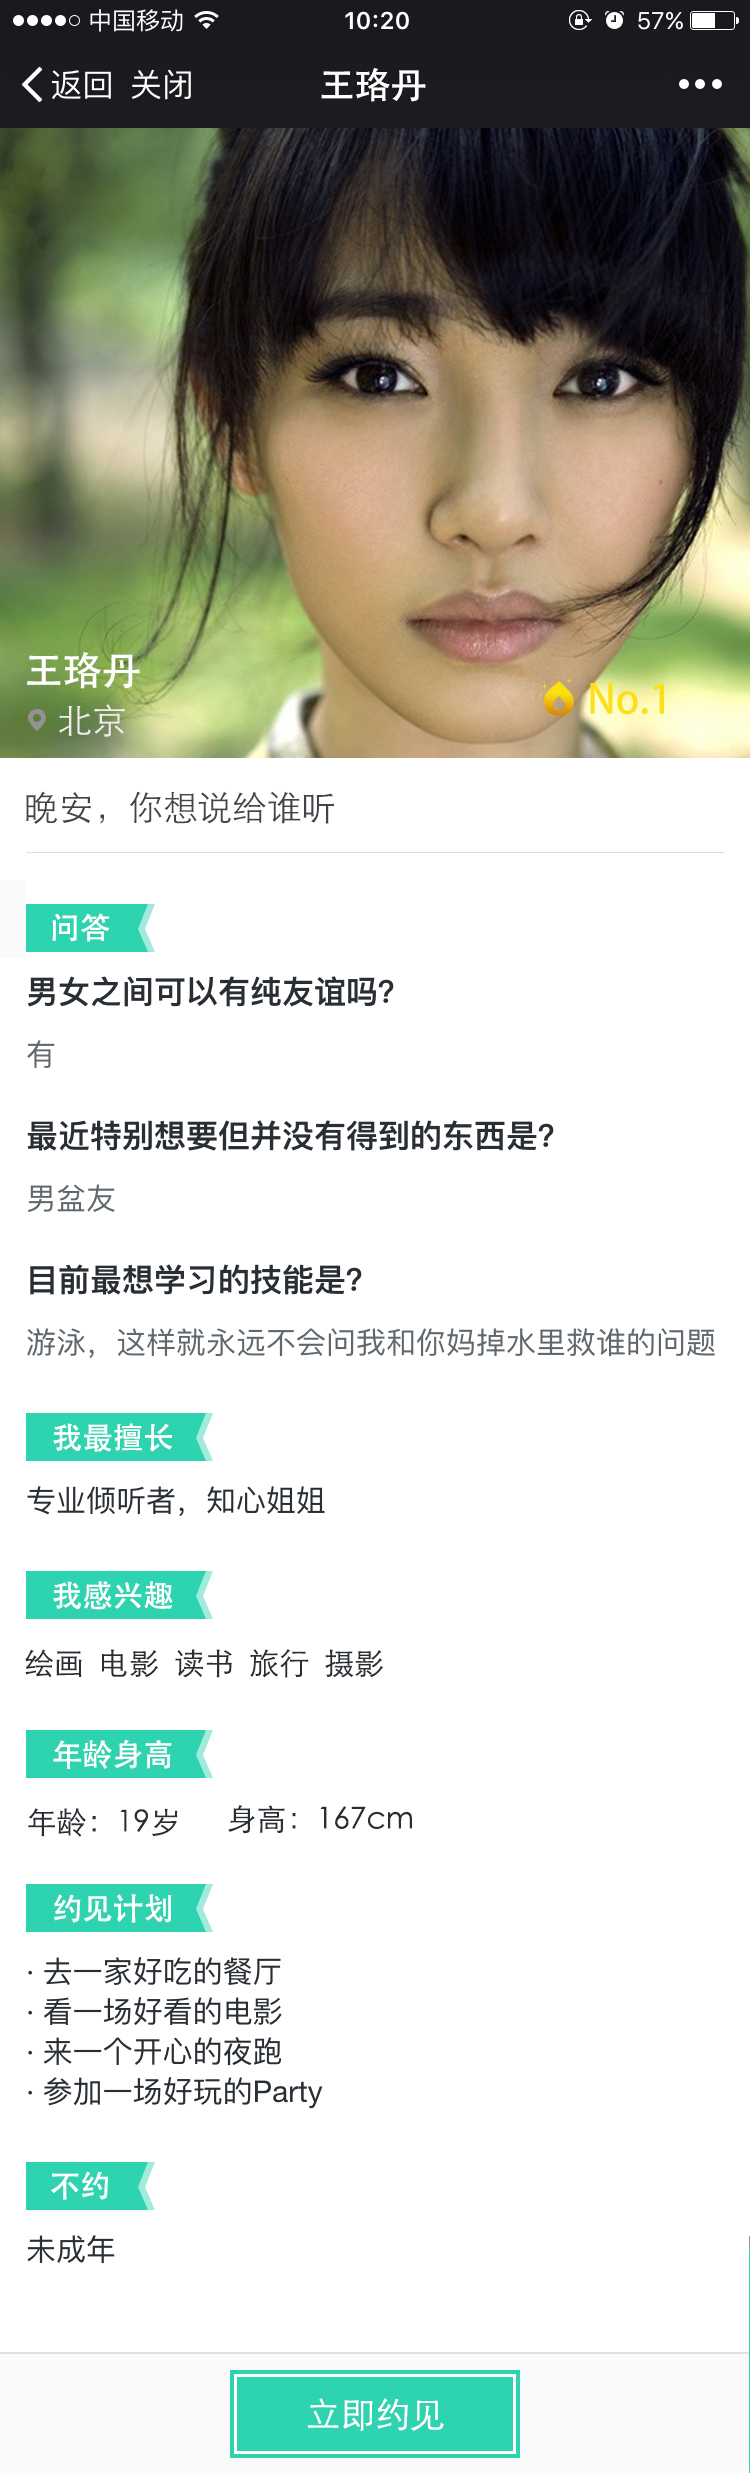 中国移动 10:20 57%
返回 关闭 王珞丹
王珞丹
北京
No.1
晚安，你想说给谁听
问答
男女之间可以有纯友谊吗?
有
最近特别想要但并没有得到的东西是?
男盆友
目前最想学习的技能是?
游泳，这样就永远不会问我和你妈掉水里救谁的问题
我最擅长
专业倾听者，知心姐姐
我感兴趣
绘画 电影 读书 旅行 摄影
年龄身高
年龄：19岁 身高：167cm
约见计划
· 去一家好吃的餐厅
· 看一场好看的电影
· 来一个开心的夜跑
· 参加一场好玩的Party
不约
未成年
立即约见